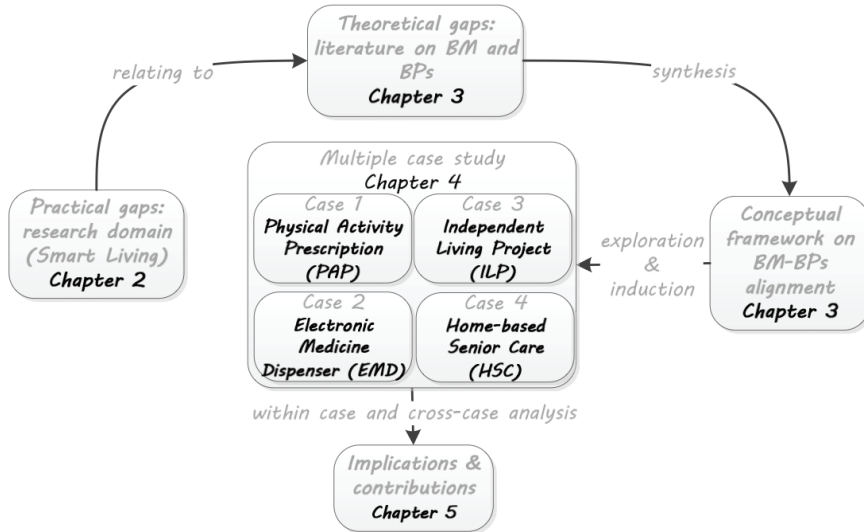 Theoretical gaps:
literature on BM and
BPs
Chapter 3
relating to
synthesis
Multiple case study
Chapter 4
Case 1
Physical Activity
Prescription
(PAP)
Case 3
Independent
Living Project
(ILP)
Case 2
Electronic
Medicine
Dispenser (EMD)
Case 4
Home-based
Senior Care
(HSC)
Practical gaps:
research domain
(Smart Living)
Chapter 2
exploration
&
induction
Conceptual
framework on
BM-BPs
alignment
Chapter 3
within case and cross-case analysis
Implications &
contributions
Chapter 5